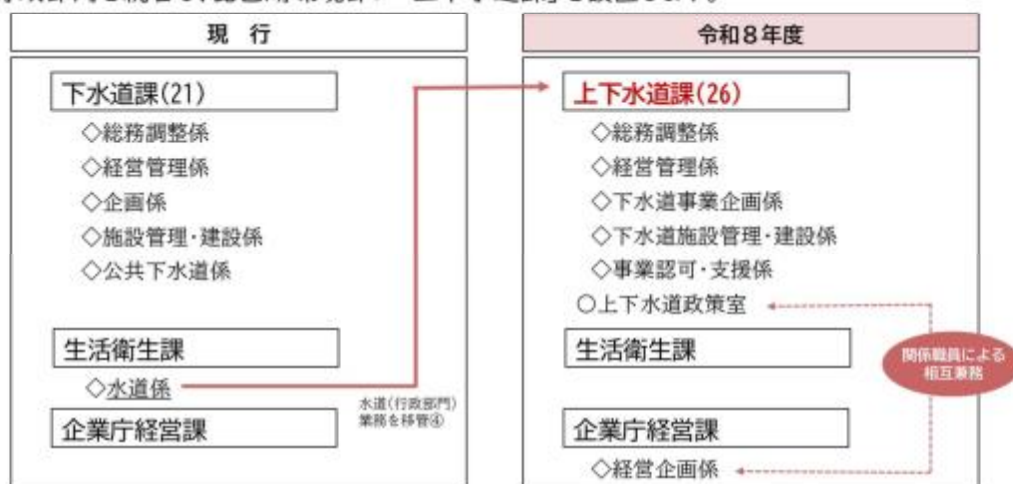 現 行
下水道課(21)
◇総務調整係
◇経営管理係
◇企画係
◇施設管理・建設係
◇公共下水道係
生活衛生課
◇水道係
水道(行政部門)
業務を移管④
企業庁経営課
令和8年度
上下水道課(26)
◇総務調整係
◇経営管理係
◇下水道事業企画係
◇下水道施設管理・建設係
◇事業認可・支援係
○上下水道政策室
生活衛生課
関係職員による
相互兼務
企業庁経営課
◇経営企画係